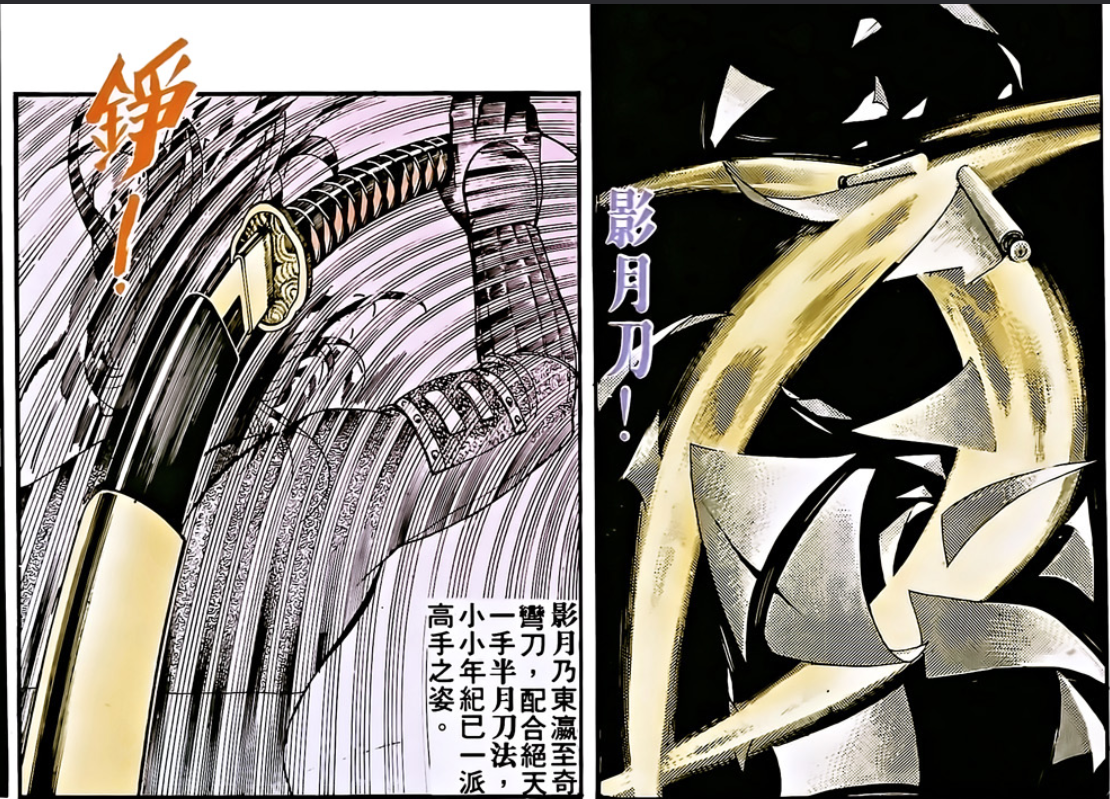 錚！
影月乃東瀛至奇
彎刀，配合絕天
一手半月刀法，
小小年紀已一派
高手之姿。
影月刀！